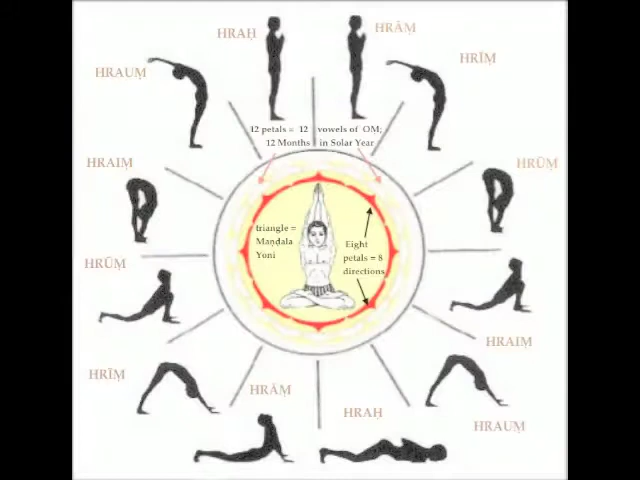 HRAḤ
HRĀṂ
HRAUṂ
HRĪṂ
12 petals = 12 vowels of OM;
12 Months in Solar Year
HRAIṂ
HRŪṂ
triangle =
Maṇḍala
Yoni
Eight
petals = 8
directions
HRŪṂ
HRAIṂ
HRĪṂ
HRĀṂ
HRAḤ
HRAUṂ